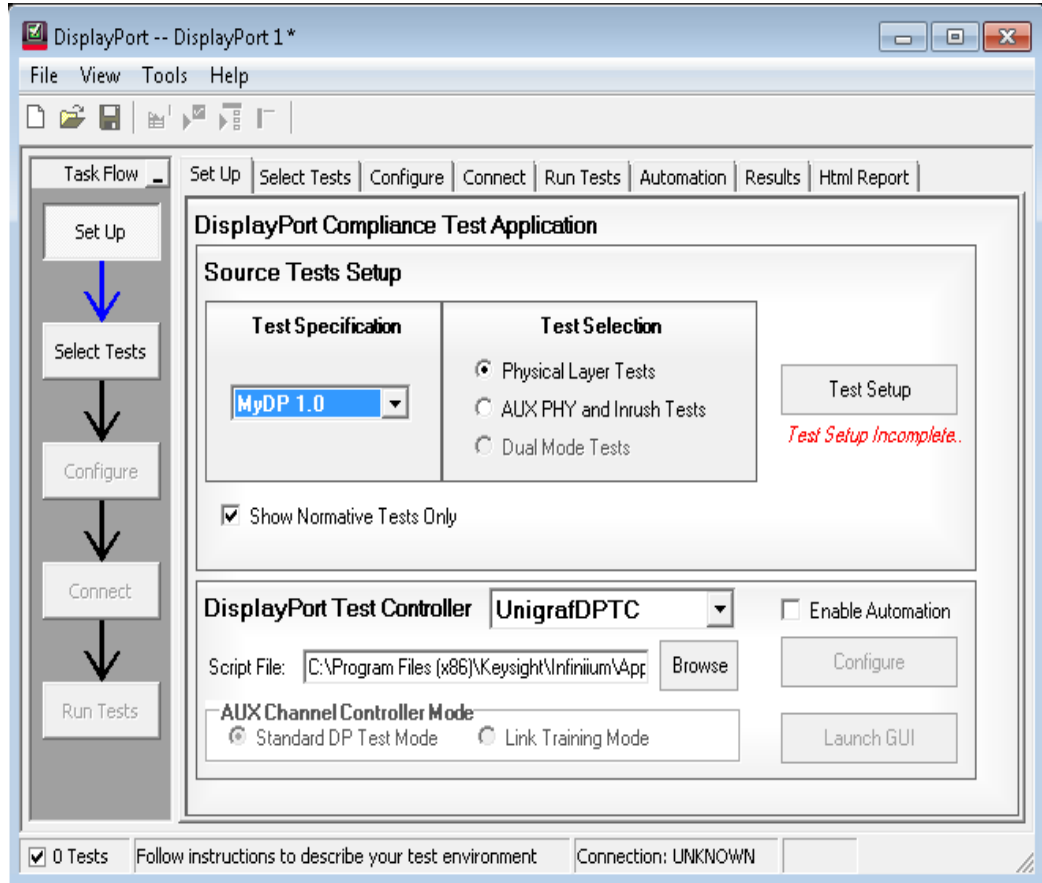 DisplayPort -- DisplayPort 1 *
File View Tools Help
Task Flow
Set Up
Select Tests
Configure
Connect
Run Tests
Set Up Select Tests Configure Connect Run Tests Automation Results Html Report
DisplayPort Compliance Test Application
Source Tests Setup
Test Specification
MyDP 1.0
Test Selection
Physical Layer Tests
AUX PHY and Inrush Tests
Dual Mode Tests
Test Setup
Test Setup Incomplete..
Show Normative Tests Only
DisplayPort Test Controller UnigrafDPTC
Enable Automation
Script File: C:\Program Files (x86)\Keysight\Infiniium\App Browse
Configure
AUX Channel Controller Mode
Standard DP Test Mode Link Training Mode
Launch GUI
0 Tests Follow instructions to describe your test environment Connection: UNKNOWN